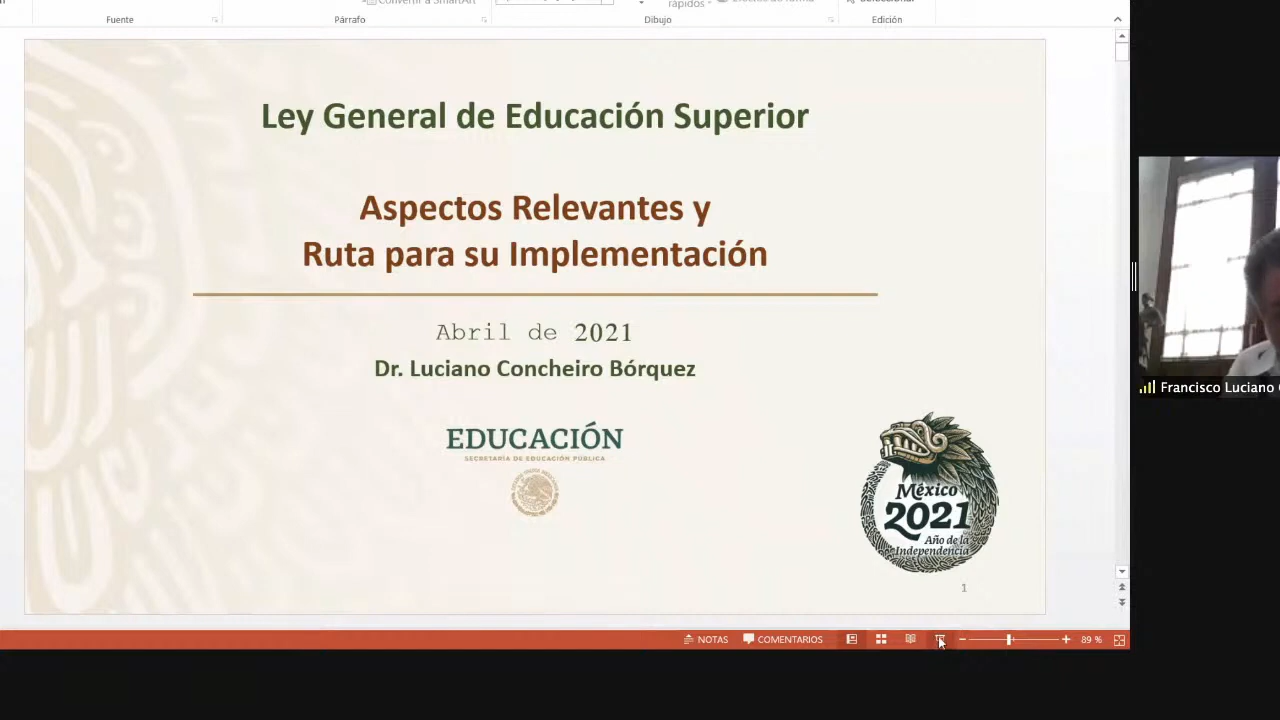 Fuente
Párrafo
Dibujo
Edición
rápidos
Ley General de Educación Superior
Aspectos Relevantes y
Ruta para su Implementación
Abril de 2021
Dr. Luciano Concheiro Bórquez
EDUCACIÓN
SECRETARÍA DE EDUCACIÓN PÚBLICA
México
2021
Año de la
Independencia
1
Francisco Luciano
NOTAS
COMENTARIOS
89 %